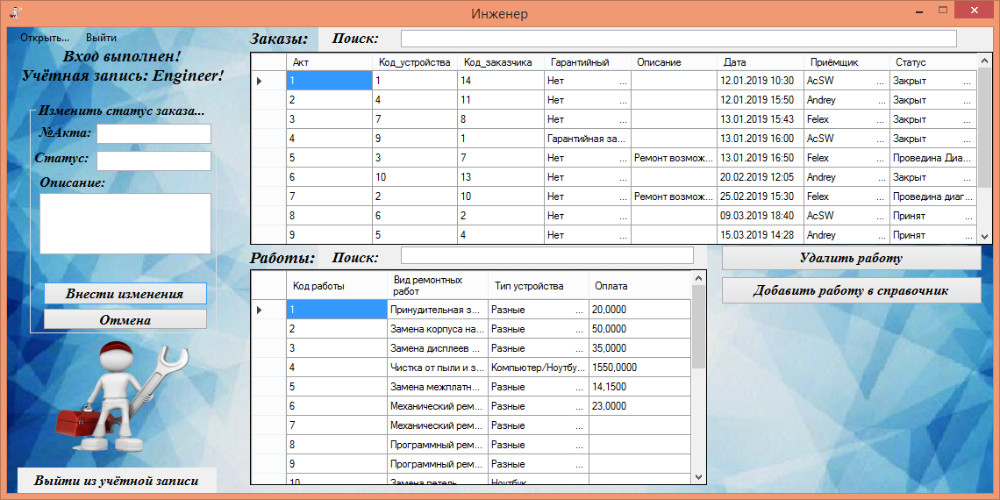 Инженер
Открыть... Выйти
Вход выполнен!
Учётная запись: Engineer!
Изменить статус заказа...
№Акта:
Статус:
Описание:
Внести изменения
Отмена
Выйти из учётной записи
Заказы: Поиск:
Акт Код_устройства Код_заказчика Гарантийный Описание Дата Приёмщик Статус
1 1 14 Нет ... 12.01.2019 10:30 AcSW ... Закрыт ...
2 4 11 Нет ... 12.01.2019 15:50 Andrey ... Закрыт ...
3 7 8 Нет ... 13.01.2019 15:43 Felex ... Закрыт ...
4 9 1 Гарантийная за... 13.01.2019 16:00 AcSW ... Закрыт ...
5 3 7 Нет ... Ремонт возмож... 13.01.2019 16:50 Felex ... Проведина Диа...
6 10 13 Нет ... 20.02.2019 12:05 Andrey ... Закрыт ...
7 2 10 Нет ... Ремонт возмож... 25.02.2019 15:30 Felex ... Проведина диаг...
8 6 2 Нет ... 09.03.2019 18:40 AcSW ... Принят ...
9 5 4 Нет ... 15.03.2019 14:28 Andrey ... Принят ...
Работы: Поиск:
Код работы Вид ремонтных
работ Тип устройства Оплата
1 Принудительная з... Разные ... 20,0000
2 Замена корпуса на... Разные ... 50,0000
3 Замена дисплеев ... Разные ... 35,0000
4 Чистка от пыли и з... Компьютер/Ноутбу... 1550,0000
5 Замена межплатн... Разные ... 14,1500
6 Механический рем... Разные ... 23,0000
7 Механический рем... Разные ...
8 Программный рем... Разные ...
9 Программный рем... Разные ...
10 Замена петель Ноутбук
Удалить работу
Добавить работу в справочник